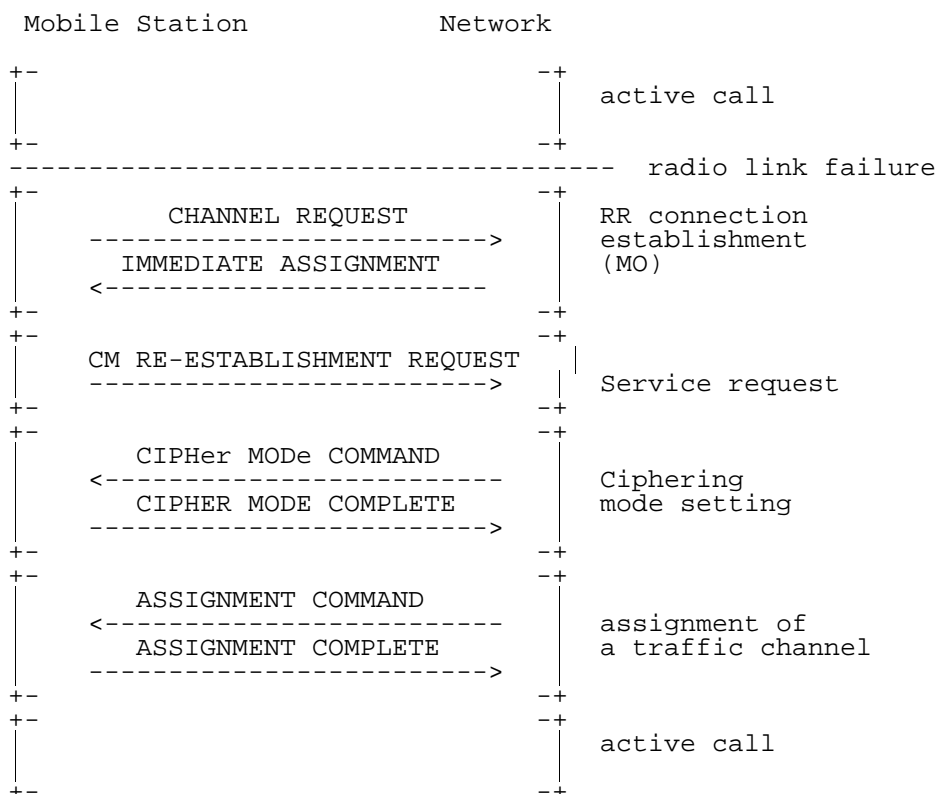 Mobile Station Network
active call
radio link failure
CHANNEL REQUEST RR connection
establishment
IMMEDIATE ASSIGNMENT (MO)
CM RE-ESTABLISHMENT REQUEST
Service request
CIPHer MODe COMMAND
Ciphering
CIPHER MODE COMPLETE mode setting
ASSIGNMENT COMMAND
assignment of
ASSIGNMENT COMPLETE a traffic channel
active call